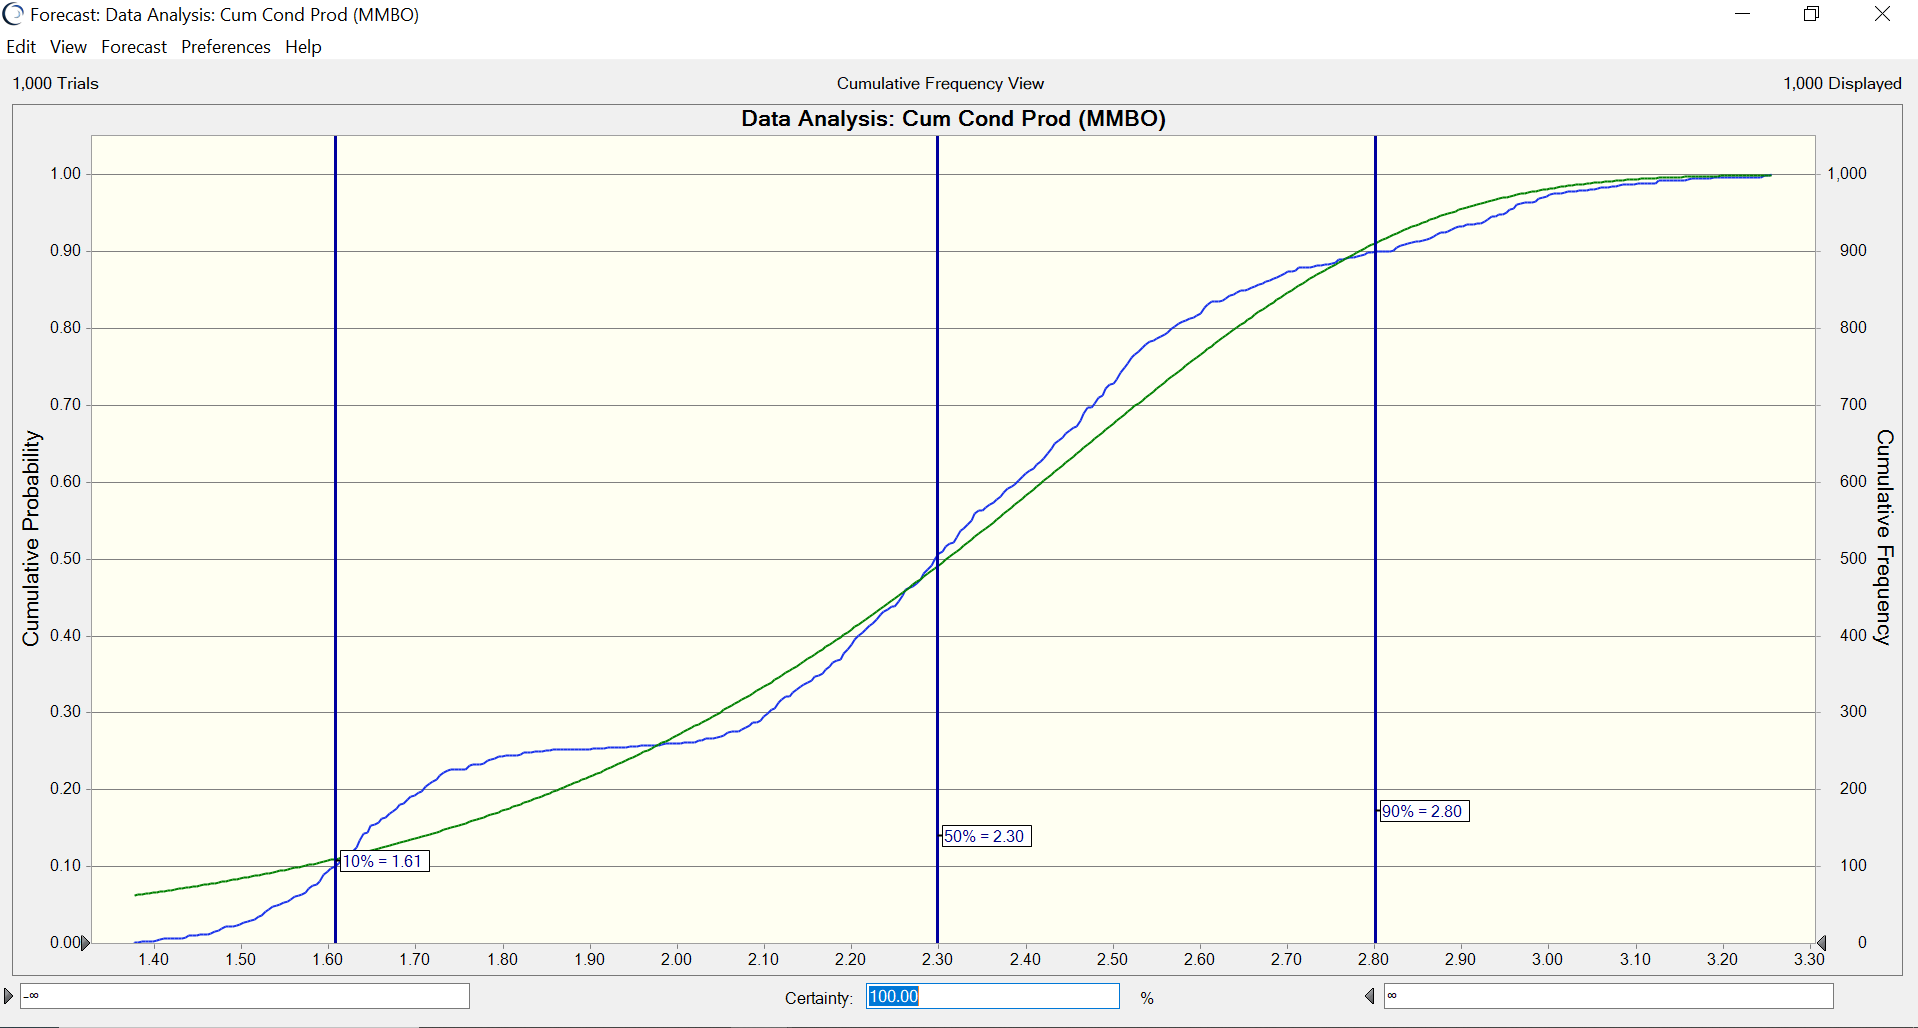 Forecast: Data Analysis: Cum Cond Prod (MMBO)
Edit View Forecast Preferences Help
1,000 Trials Cumulative Frequency View 1,000 Displayed
Data Analysis: Cum Cond Prod (MMBO)
Cumulative Probability
1.00
0.90
0.80
0.70
0.60
0.50
0.40
0.30
0.20
0.10
0.00
10% = 1.61
50% = 2.30
90% = 2.80
1,000
900
800
700
600
500
400
300
200
100
0
Cumulative Frequency
1.40 1.50 1.60 1.70 1.80 1.90 2.00 2.10 2.20 2.30 2.40 2.50 2.60 2.70 2.80 2.90 3.00 3.10 3.20 3.30
-∞ Certainty: 100.00 % ∞